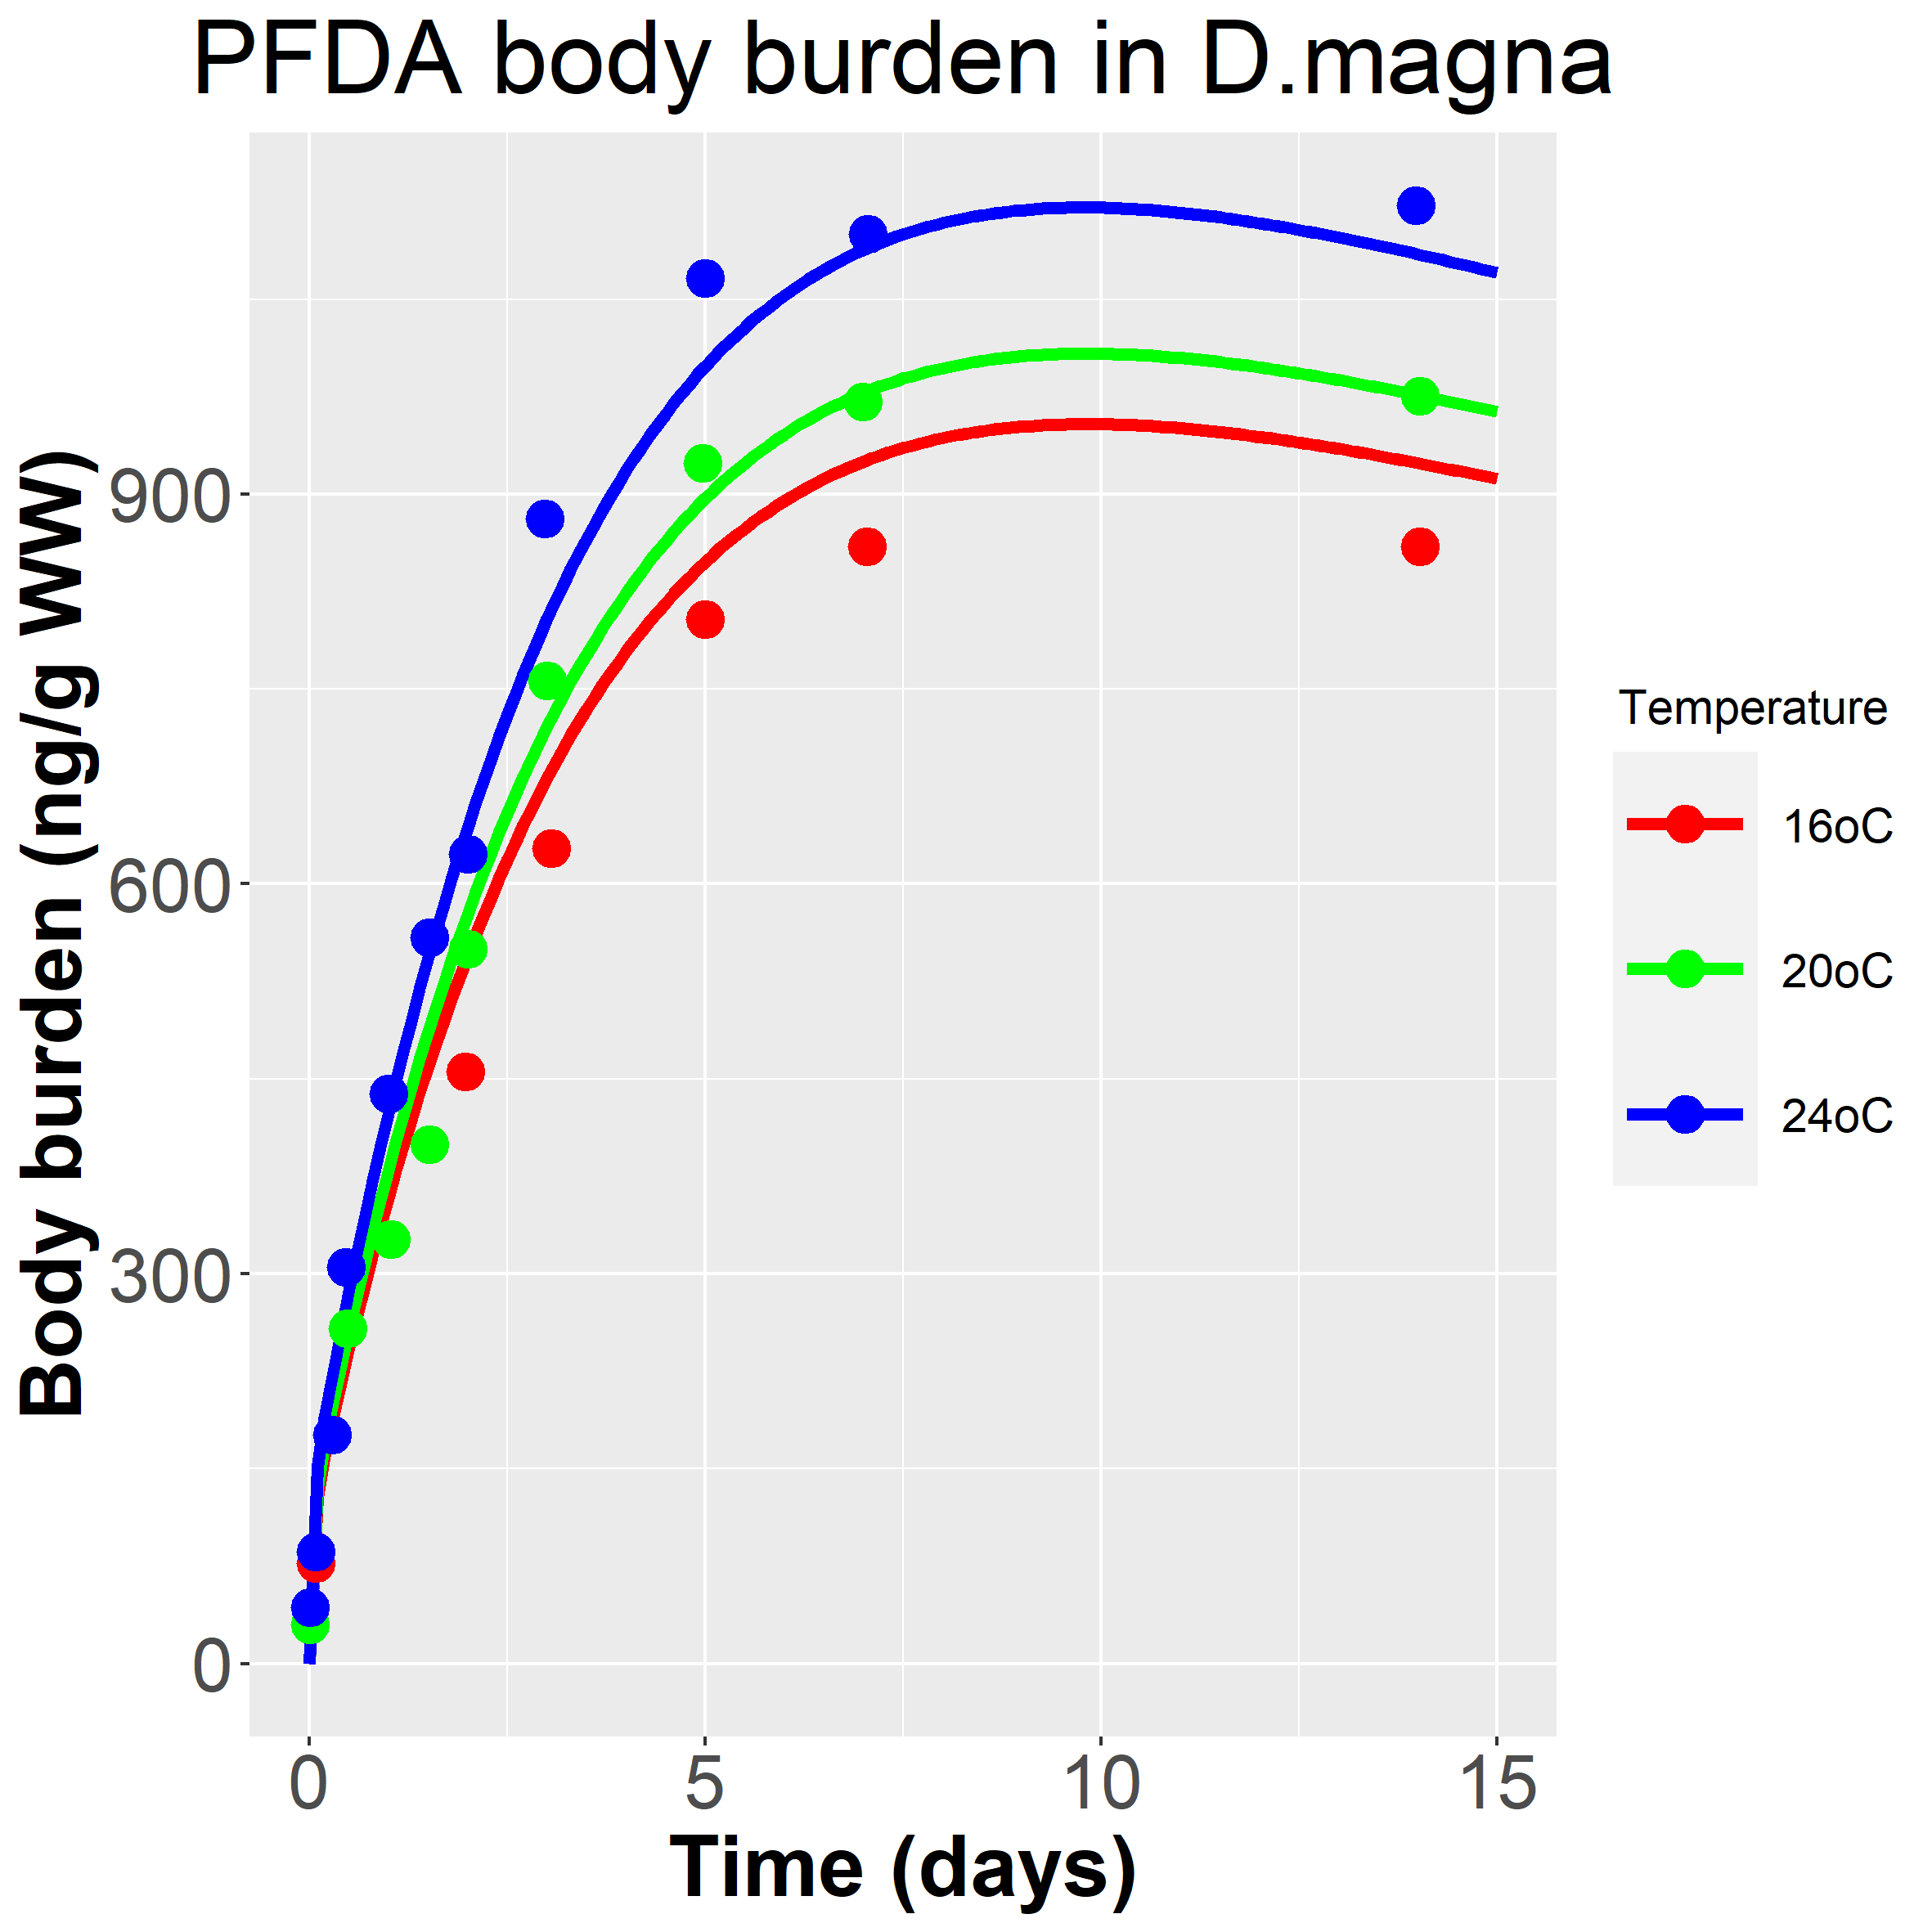 PFDA body burden in D.magna
Body burden (ng/g WW)
900
600
300
0
0
5
10
15
Time (days)
Temperature
16oC
20oC
24oC